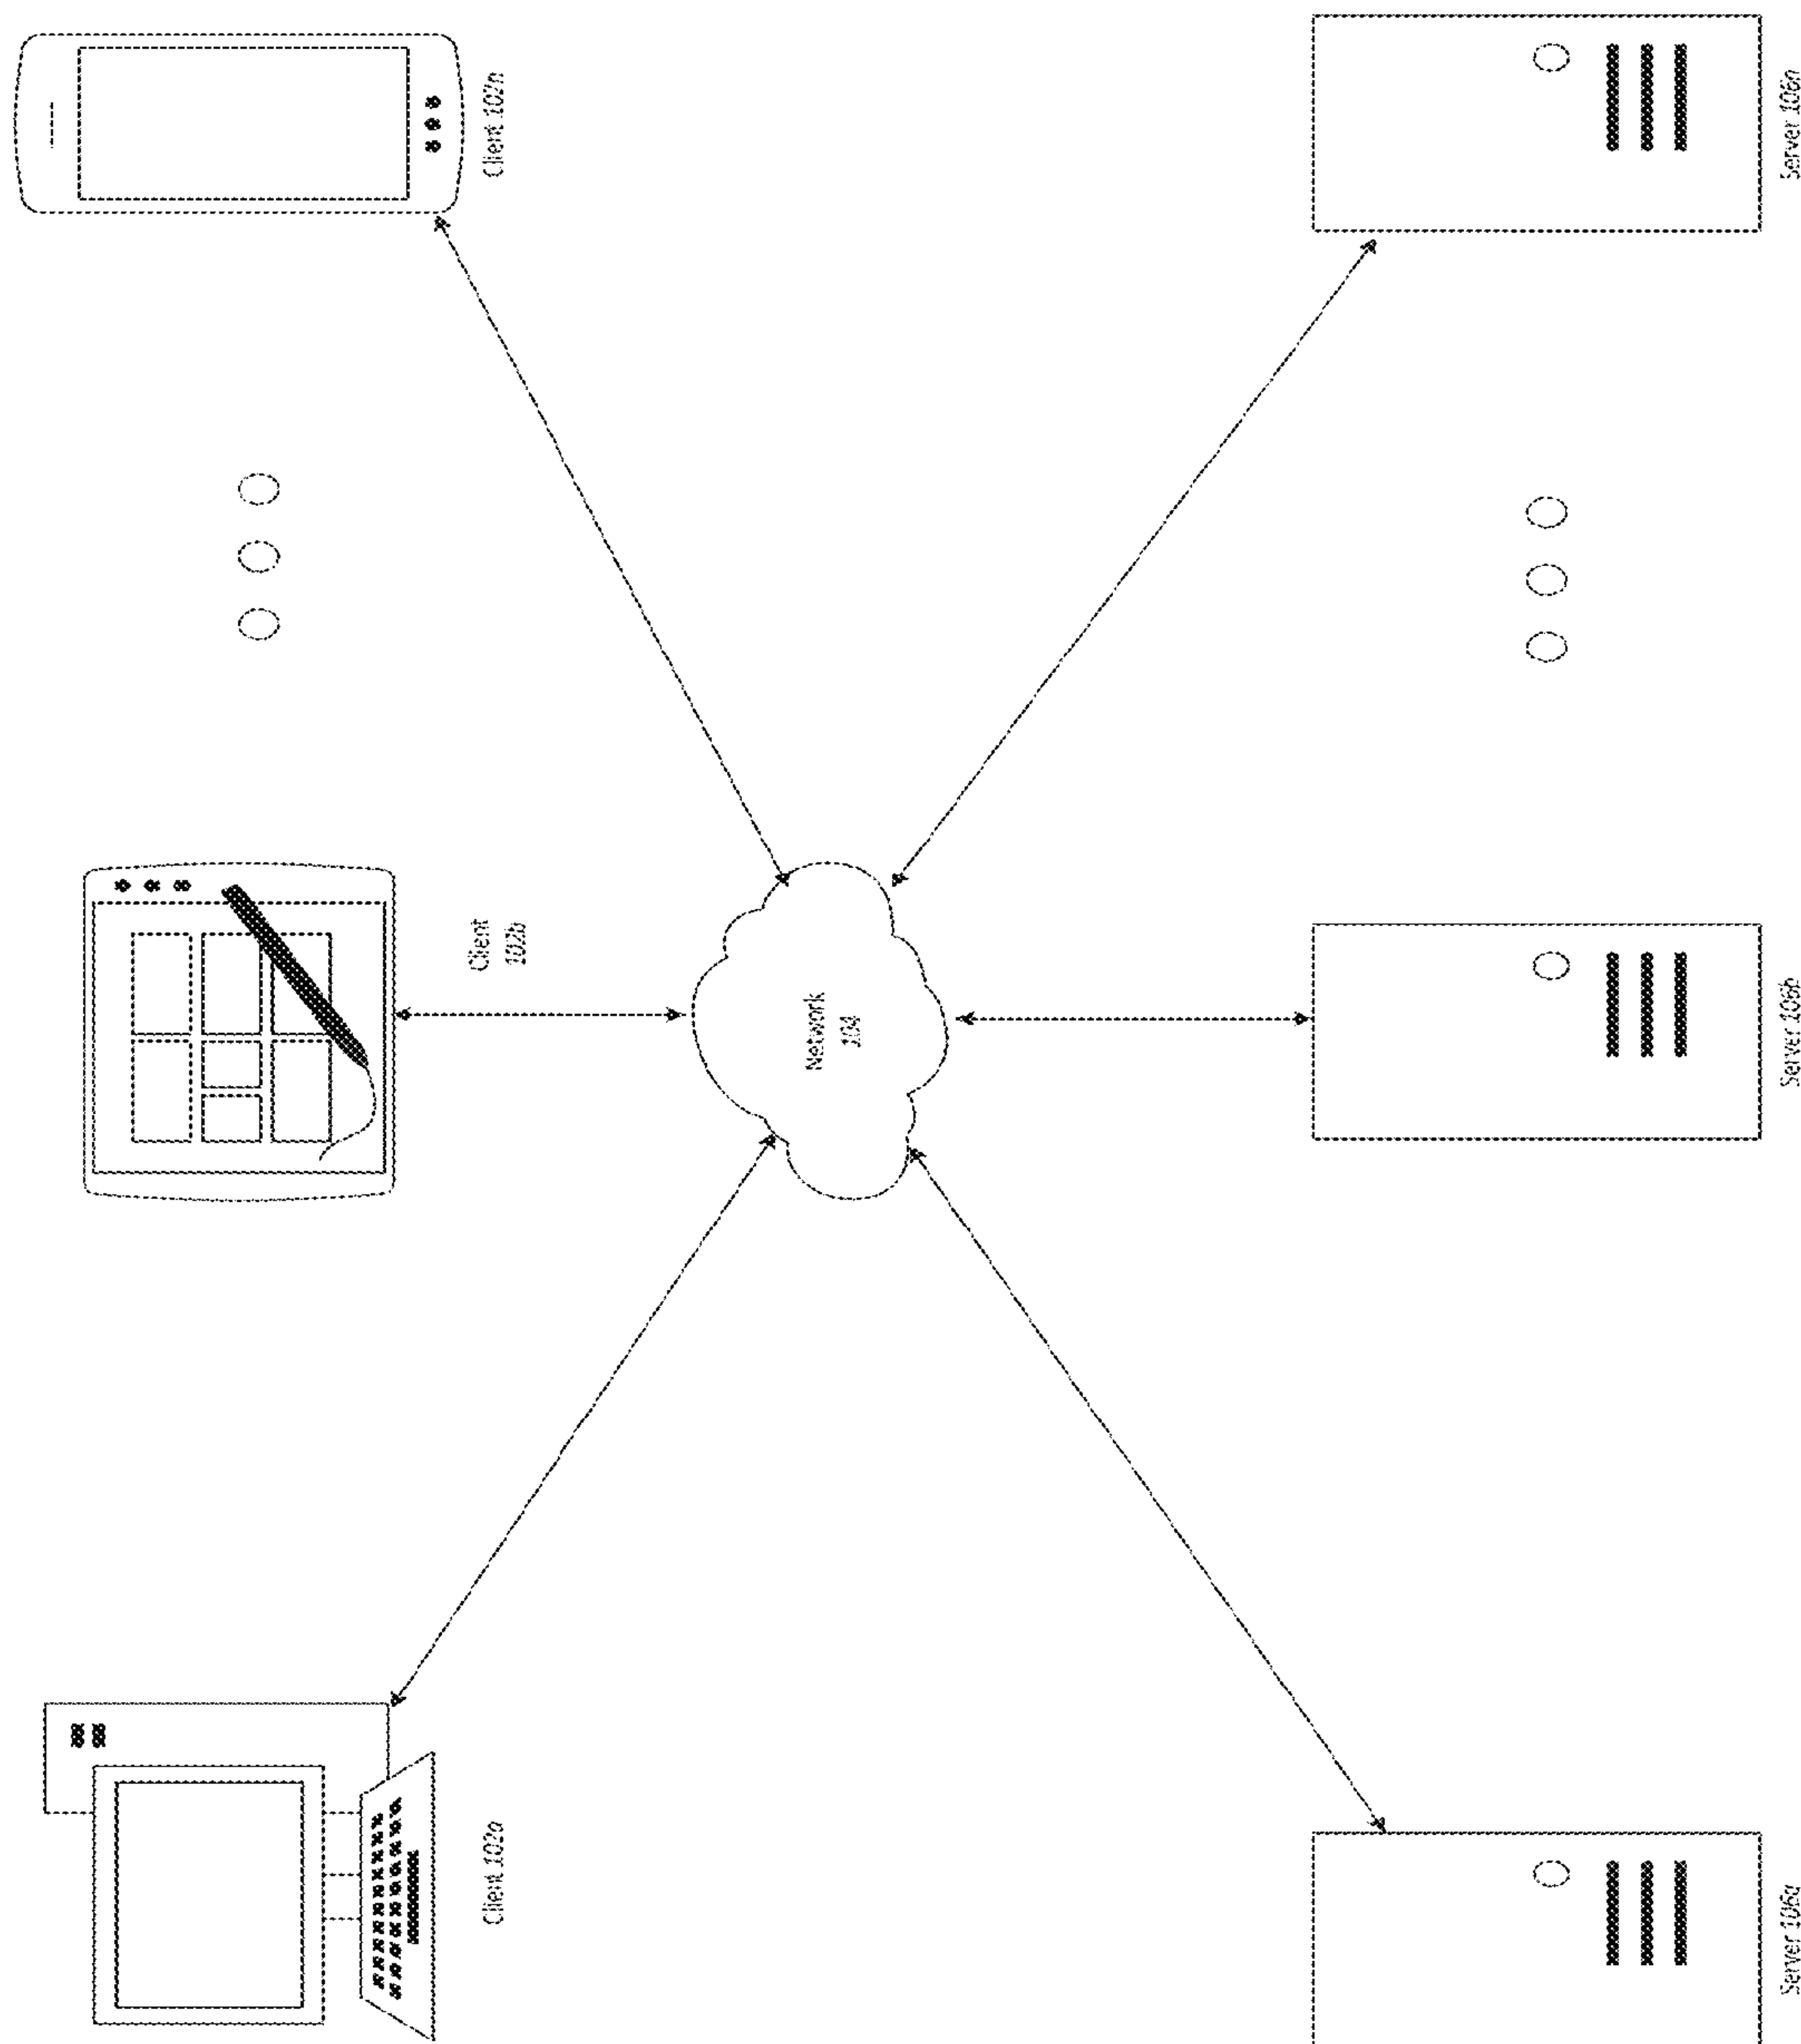 Client 102a
Client
102b
Client 102n
Network
104
Server 106a
Server 106b
Server 106n